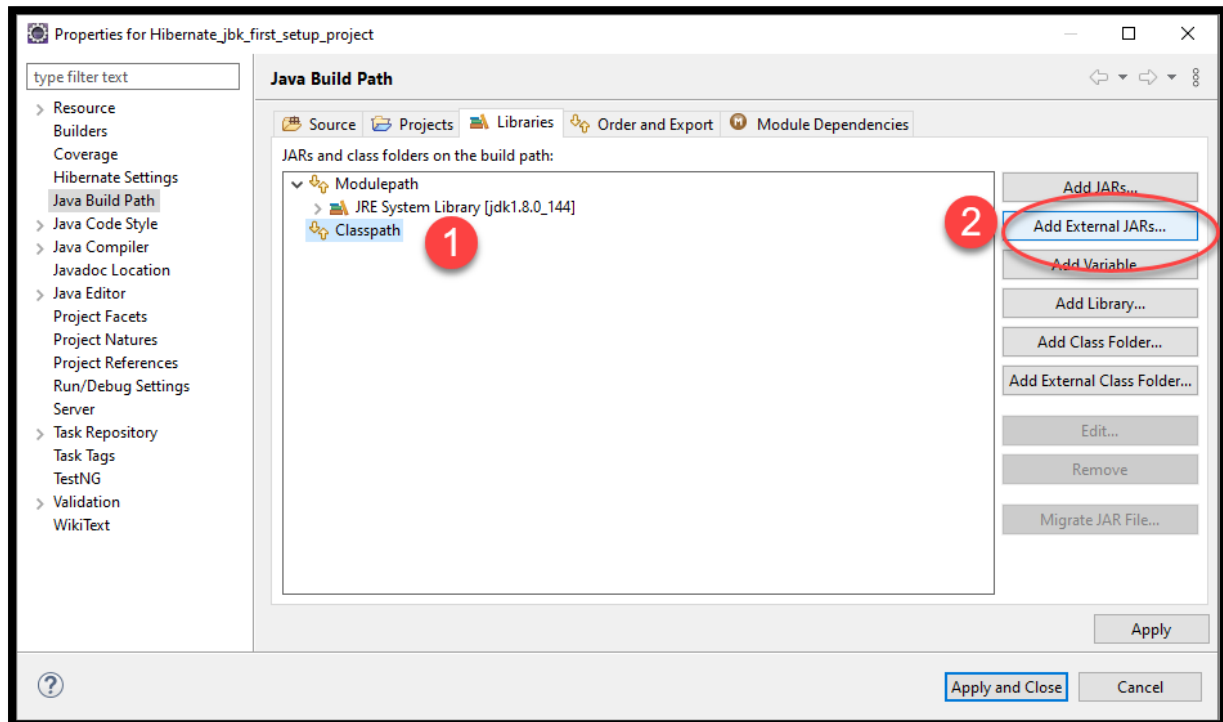 Properties for Hibernate_jbk_first_setup_project
type filter text
Resource
Builders
Coverage
Hibernate Settings
Java Build Path
Java Code Style
Java Compiler
Javadoc Location
Java Editor
Project Facets
Project Natures
Project References
Run/Debug Settings
Server
Task Repository
Task Tags
TestNG
Validation
WikiText
Java Build Path
Source Projects Libraries Order and Export Module Dependencies
JARs and class folders on the build path:
Modulepath
JRE System Library [jdk1.8.0_144]
Classpath
1
2
Add JARs...
Add External JARs...
Add Variable...
Add Library...
Add Class Folder...
Add External Class Folder...
Edit...
Remove
Migrate JAR File...
Apply
?
Apply and Close
Cancel